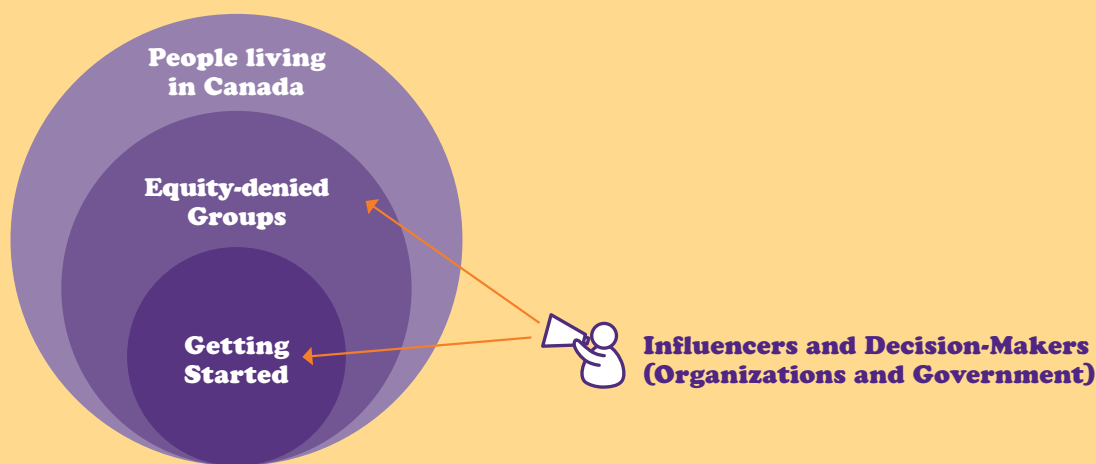 People living
in Canada
Equity-denied
Groups
Getting
Started
Influencers and Decision-Makers
(Organizations and Government)